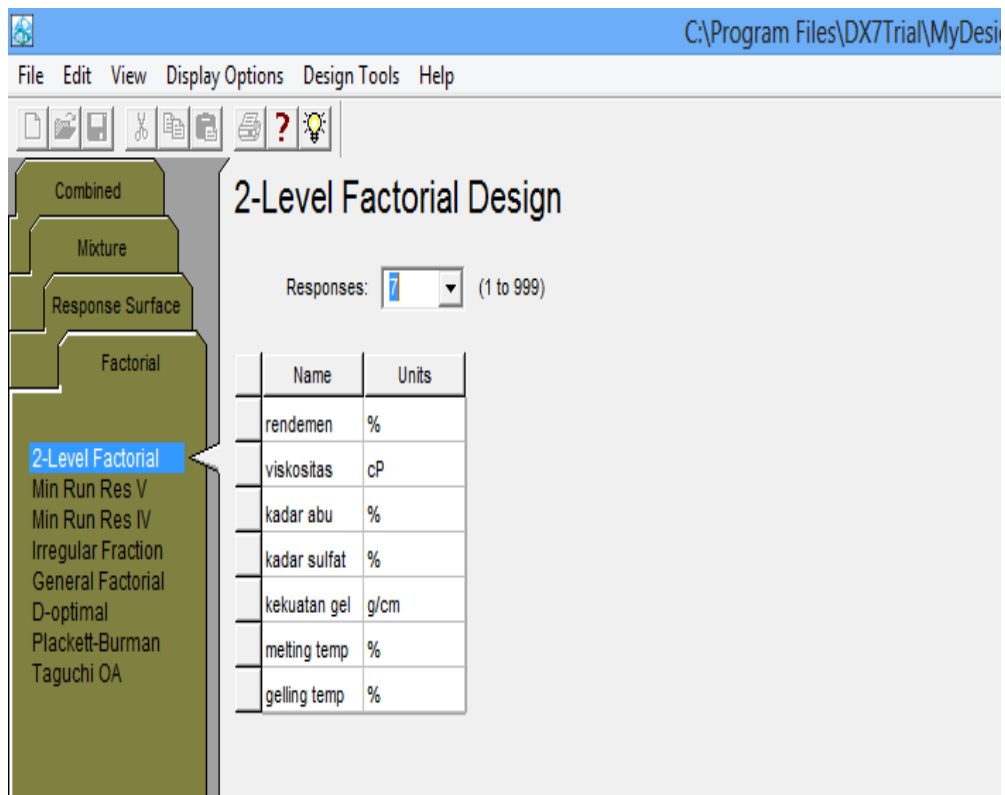 C:\Program Files\DX7Trial\MyDesi
File Edit View Display Options Design Tools Help
Combined
Mixture
Response Surface
Factorial
2-Level Factorial
Min Run Res V
Min Run Res IV
Irregular Fraction
General Factorial
D-optimal
Plackett-Burman
Taguchi OA
2-Level Factorial Design
Responses: 7 (1 to 999)
Name Units
rendemen %
viskositas cP
kadar abu %
kadar sulfat %
kekuatan gel g/cm
melting temp %
gelling temp %